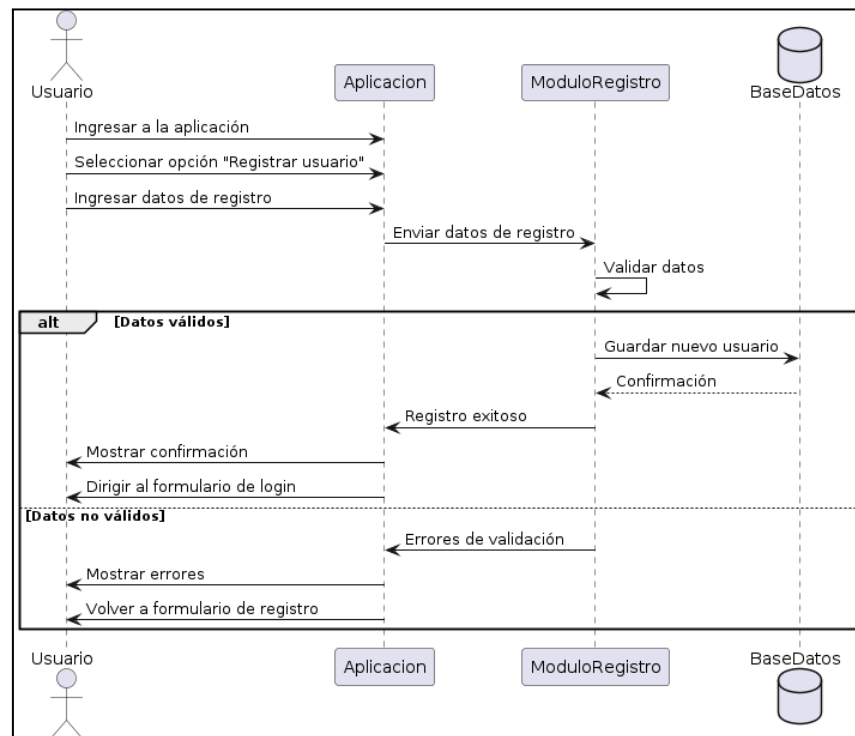 Usuario
Aplicacion
ModuloRegistro
BaseDatos
Ingresar a la aplicación
Seleccionar opción "Registrar usuario"
Ingresar datos de registro
Enviar datos de registro
Validar datos
alt [Datos válidos]
Guardar nuevo usuario
Confirmación
Registro exitoso
Mostrar confirmación
Dirigir al formulario de login
[Datos no válidos]
Errores de validación
Mostrar errores
Volver a formulario de registro
Usuario
Aplicacion
ModuloRegistro
BaseDatos